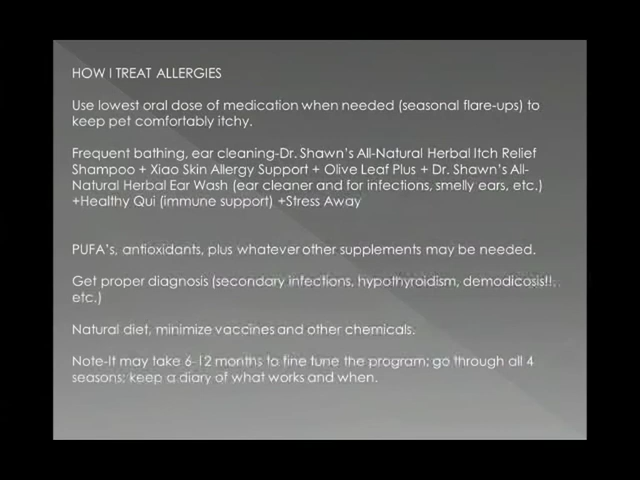 HOW I TREAT ALLERGIES
Use lowest oral dose of medication when needed (seasonal flare-ups) to
keep pet comfortably itchy.
Frequent bathing, ear cleaning-Dr. Shawn's All-Natural Herbal Itch Relief
Shampoo + Xiao Skin Allergy Support + Olive Leaf Plus + Dr. Shawn's All-
Natural Herbal Ear Wash (ear cleaner and for infections, smelly ears, etc.)
+Healthy Qui (immune support) +Stress Away
PUFA's, antioxidants, plus whatever other supplements may be needed.
Get proper diagnosis (secondary infections, hypothyroidism, demodicosis!!,
etc.)
Natural diet, minimize vaccines and other chemicals.
Note-It may take 6-12 months to fine tune the program; go through all 4
seasons; keep a diary of what works and when.